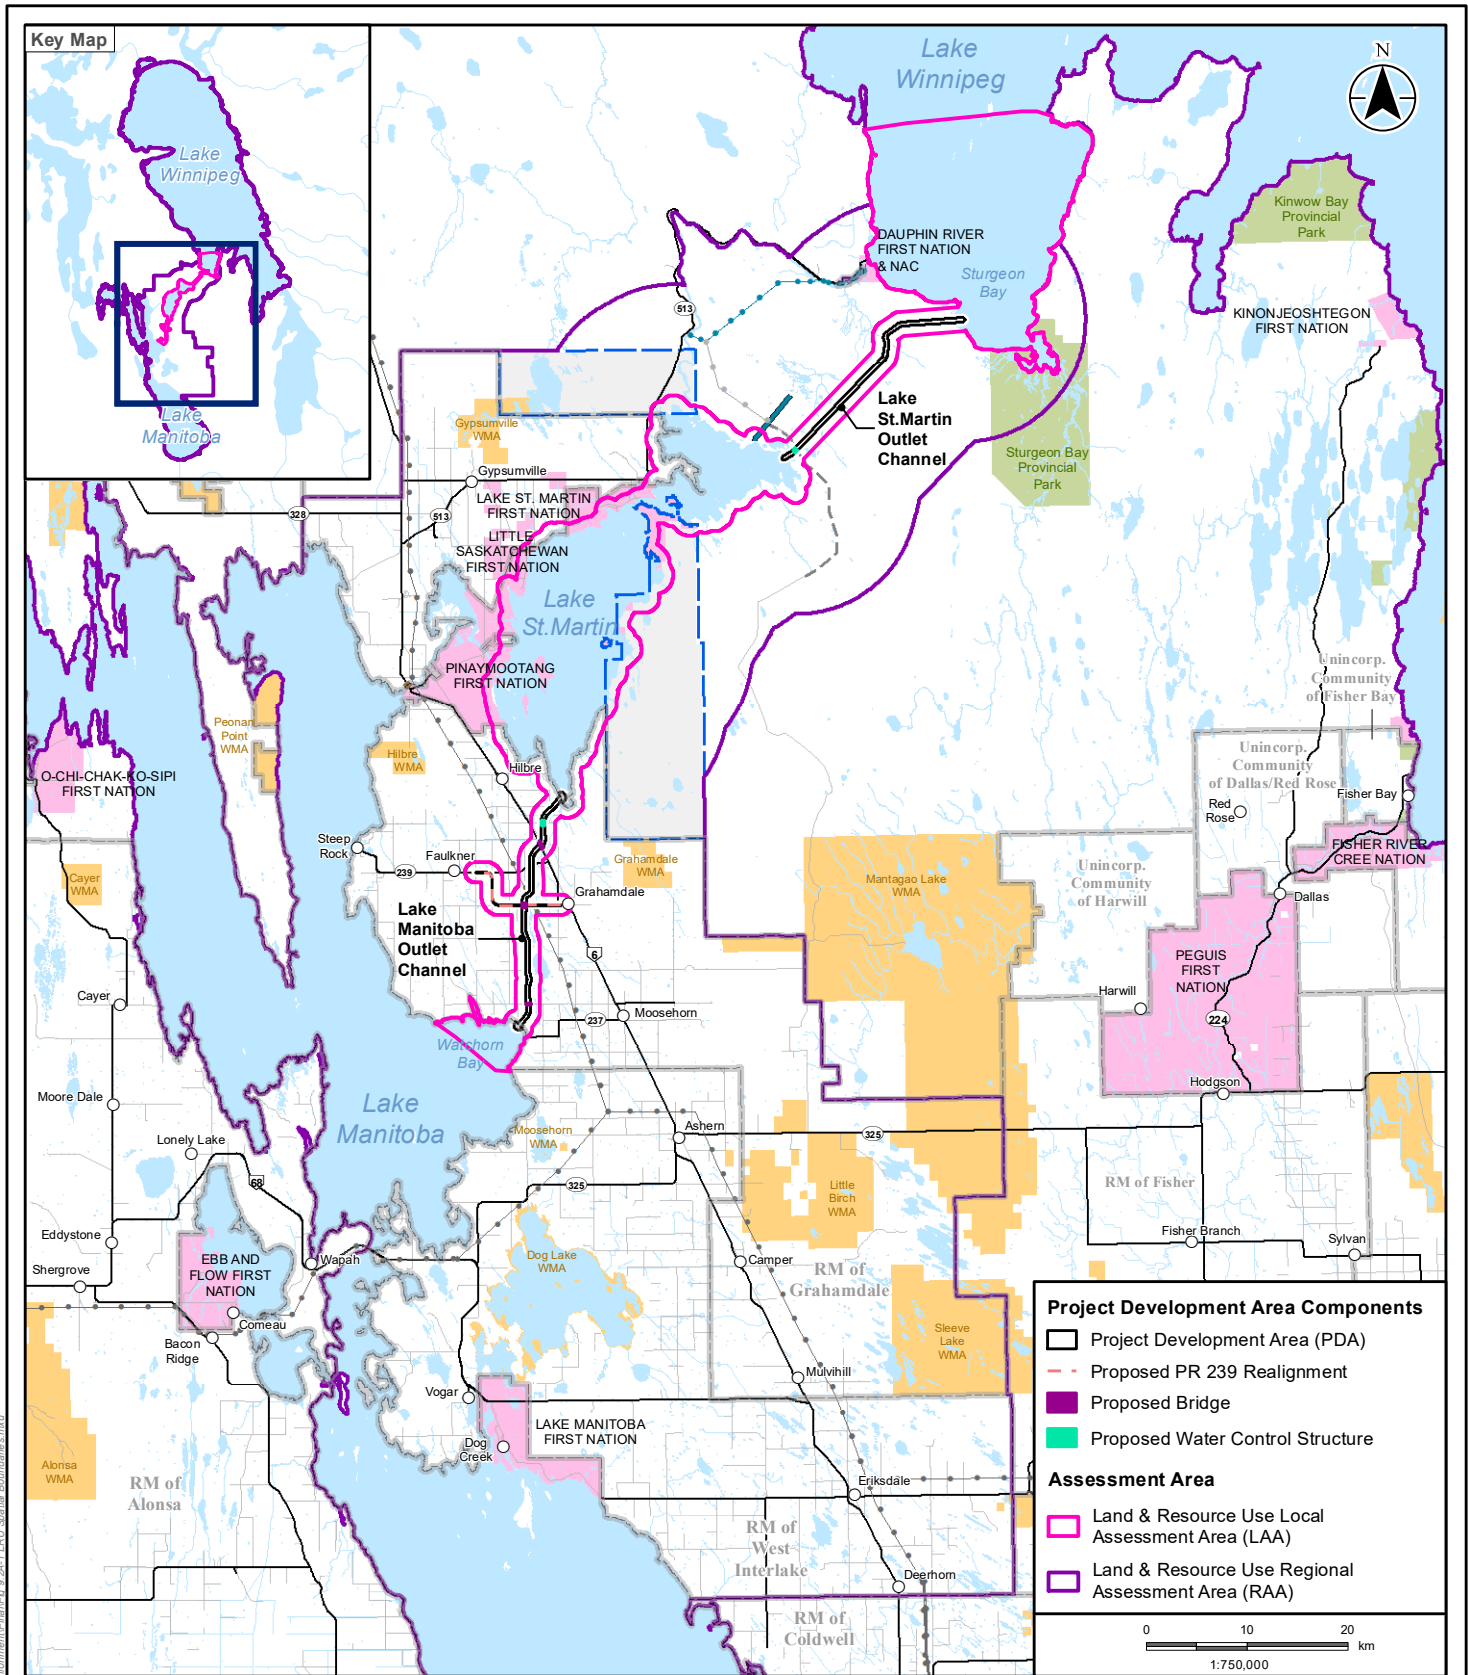 Key Map
Lake
Winnipeg
Lake
Manitoba
Lake
Winnipeg
N
Kinwow Bay
Provincial
Park
DAUPHIN RIVER
FIRST NATION
& NAC
Sturgeon
Bay
513
KINONJEOSHTEGON
FIRST NATION
Lake
St.Martin
Outlet
Channel
Gypsumville
WMA
Sturgeon Bay
Provincial
Park
Gypsumville
LAKE ST. MARTIN
FIRST NATION
328
513
LITTLE
SASKATCHEWAN
FIRST NATION
Lake
St.Martin
PINAYMOOTANG
FIRST NATION
Unincorp.
Community
of Fisher Bay
Peonan
Point
WMA
Hilbre
WMA
Unincorp.
Community
of Dallas/Red Rose
O-CHI-CHAK-KO-SIPI
FIRST NATION
Hilbre
Fisher Bay
Red
Rose
Steep
Rock
Faulkner
239
Grahamdale
WMA
FISHER RIVER
CREE NATION
Cayer
WMA
Mantagao Lake
WMA
Unincorp.
Community
of Harwill
Grahamdale
Dallas
Lake
Manitoba
Outlet
Channel
6
PEGUIS
FIRST
NATION
Cayer
Harwill
Moosehorn
237
224
Watchorn
Bay
Hodgson
Moore Dale
Lake
Manitoba
Moosehorn
WMA
Ashern
325
Lonely Lake
68
325
Little
Birch
WMA
RM of Fisher
Eddystone
Fisher Branch
Sylvan
EBB AND
FLOW FIRST
NATION
Wapah
Dog Lake
WMA
Camper
Shergrove
RM of
Grahamdale
Comeau
Bacon
Ridge
Sleeve
Lake
WMA
Mulvihill
Vogar
LAKE MANITOBA
FIRST NATION
Dog
Creek
Alonsa
WMA
RM of
Alonsa
Eriksdale
RM of
West
Interlake
Deerhorn
RM of
Coldwell
Project Development Area Components
Project Development Area (PDA)
Proposed PR 239 Realignment
Proposed Bridge
Proposed Water Control Structure
Assessment Area
Land & Resource Use Local
Assessment Area (LAA)
Land & Resource Use Regional
Assessment Area (RAA)
0 10 20
km
1:750,000